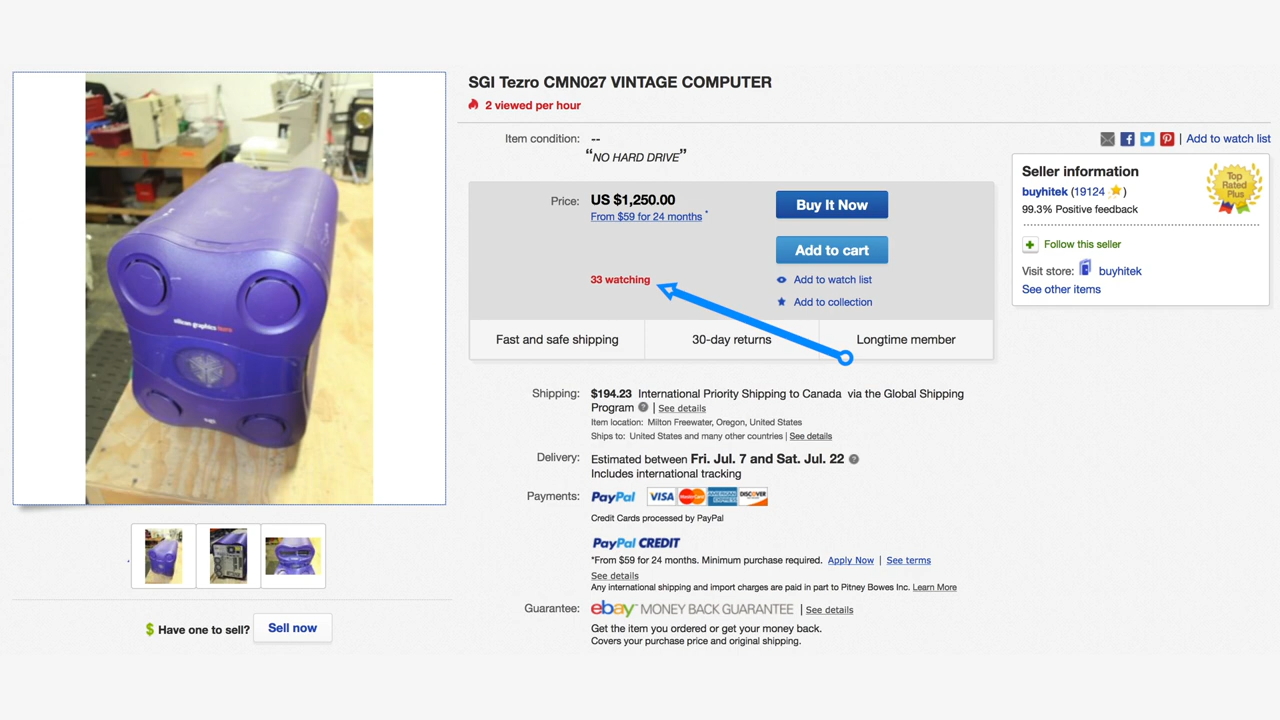 SGI Tezro CMN027 VINTAGE COMPUTER
2 viewed per hour
Item condition: --
“NO HARD DRIVE”
Price: US $1,250.00
From $59 for 24 months *
Buy It Now
Add to cart
33 watching
Add to watch list
Add to collection
Fast and safe shipping
30-day returns
Longtime member
Shipping: $194.23 International Priority Shipping to Canada via the Global Shipping
Program ? | See details
Item location: Milton Freewater, Oregon, United States
Ships to: United States and many other countries | See details
Delivery: Estimated between Fri. Jul. 7 and Sat. Jul. 22 ?
Includes international tracking
Payments: PayPal VISA MasterCard AMERICAN EXPRESS DISCOVER
Credit Cards processed by PayPal
PayPal CREDIT
*From $59 for 24 months. Minimum purchase required. Apply Now | See terms
See details
Any international shipping and import charges are paid in part to Pitney Bowes Inc. Learn More
Guarantee: ebay MONEY BACK GUARANTEE | See details
Get the item you ordered or get your money back.
Covers your purchase price and original shipping.
| Add to watch list
Seller information
buyhitek (19124 )
99.3% Positive feedback
Top
Rated
Plus
Follow this seller
Visit store: buyhitek
See other items
silicon graphics tezro
sgi
$ Have one to sell? Sell now